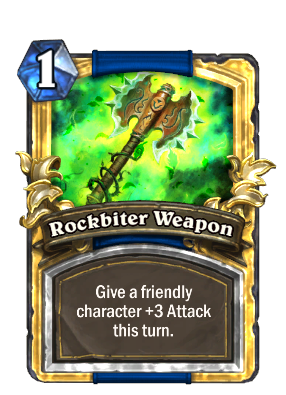 1
Rockbiter Weapon
Give a friendly
character +3 Attack
this turn.